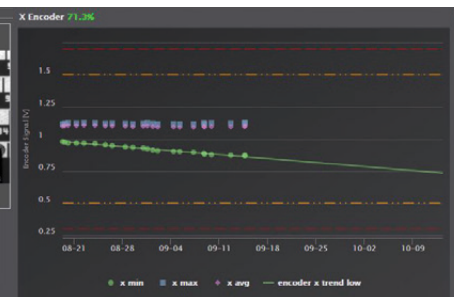 X Encoder 71.3%
1.5
1.25
1
0.75
0.5
0.25
Encoder Signal [V]
08-21 08-28 09-04 09-11 09-18 09-25 10-02 10-09
x min x max x avg encoder x trend low